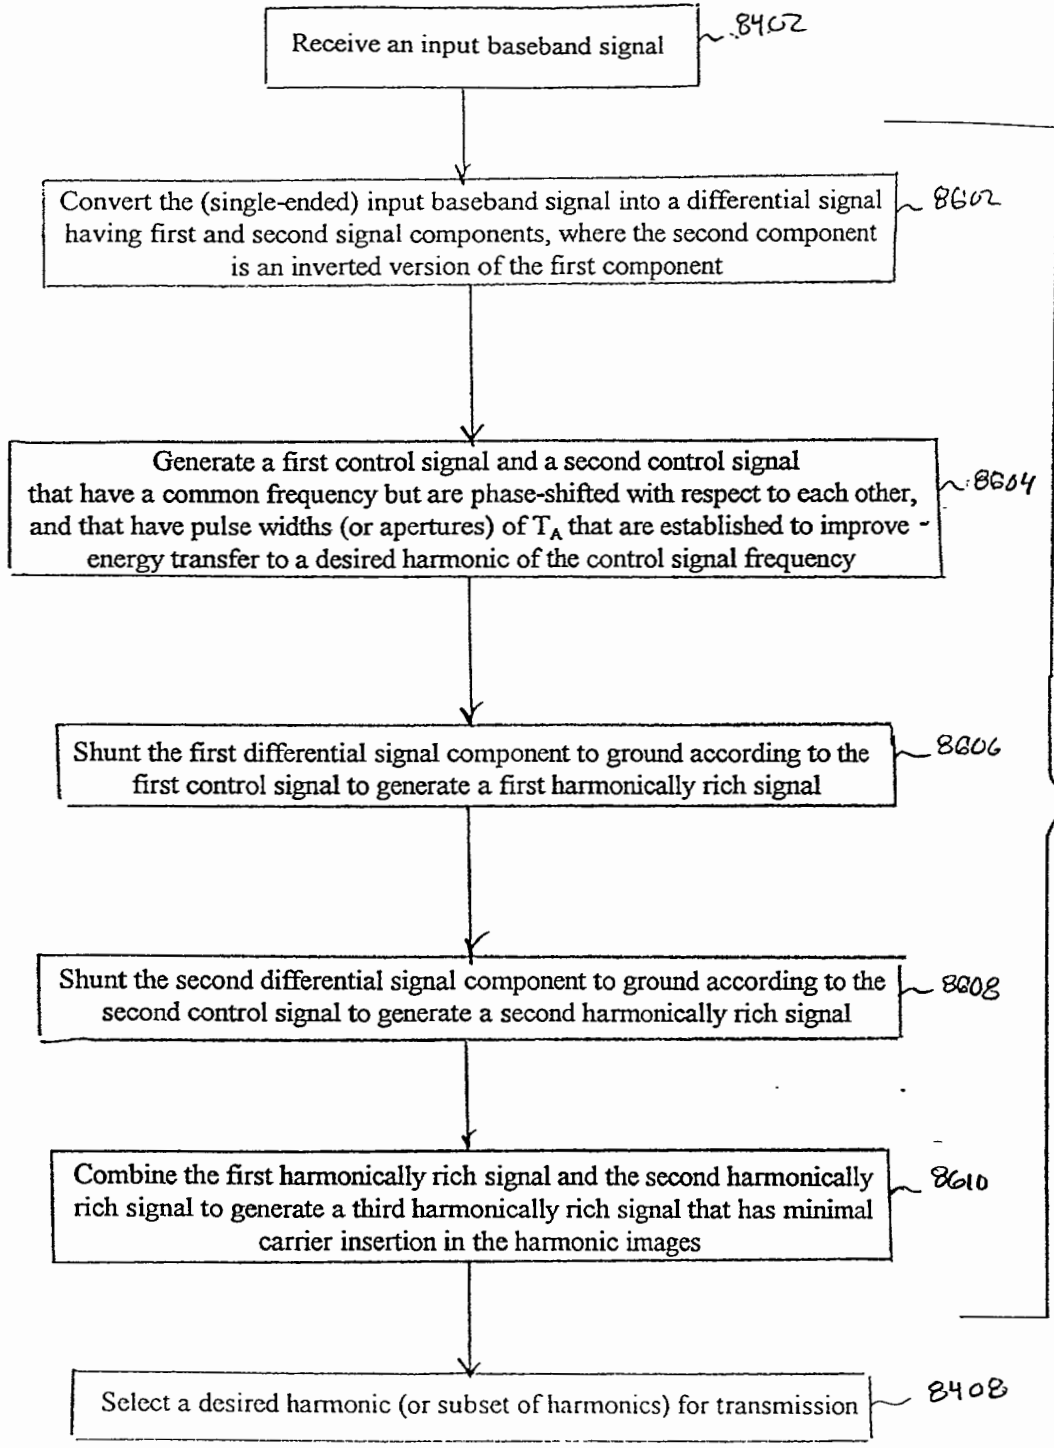 Receive an input baseband signal
8402
Convert the (single-ended) input baseband signal into a differential signal
having first and second signal components, where the second component
is an inverted version of the first component
8602
Generate a first control signal and a second control signal
that have a common frequency but are phase-shifted with respect to each other,
and that have pulse widths (or apertures) of TA that are established to improve
energy transfer to a desired harmonic of the control signal frequency
8604
Shunt the first differential signal component to ground according to the
first control signal to generate a first harmonically rich signal
8606
Shunt the second differential signal component to ground according to the
second control signal to generate a second harmonically rich signal
8608
Combine the first harmonically rich signal and the second harmonically
rich signal to generate a third harmonically rich signal that has minimal
carrier insertion in the harmonic images
8610
Select a desired harmonic (or subset of harmonics) for transmission
8408